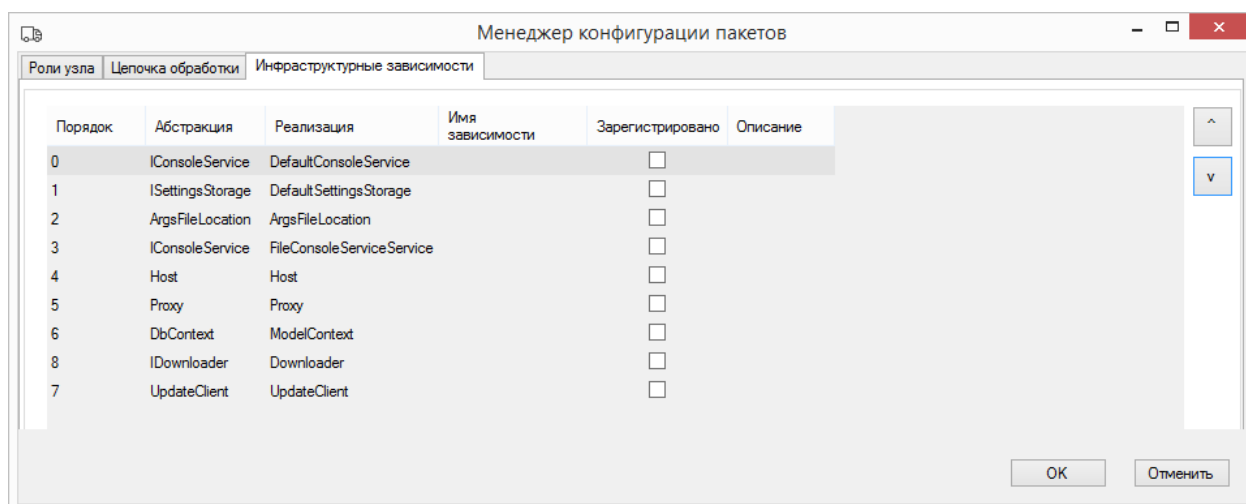 Менеджер конфигурации пакетов
Роли узла Цепочка обработки Инфраструктурные зависимости
Порядок Абстракция Реализация Имя зависимости Зарегистрировано Описание
0 IConsoleService DefaultConsoleService
1 ISettingsStorage DefaultSettingsStorage
2 ArgsFileLocation ArgsFileLocation
3 IConsoleService FileConsoleServiceService
4 Host Host
5 Proxy Proxy
6 DbContext ModelContext
8 IDownloader Downloader
7 UpdateClient UpdateClient
^
v
OK Отменить